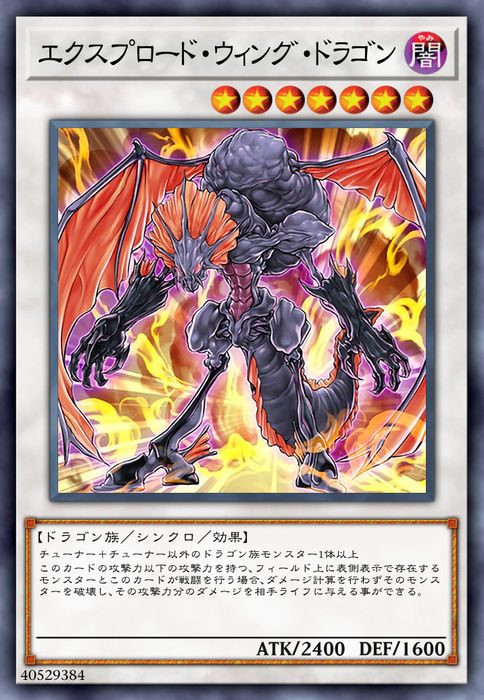 エクスプロード・ウィング・ドラゴン
やみ
闇
【ドラゴン族／シンクロ／効果】
チューナー＋チューナー以外のドラゴン族モンスター1体以上
このカードの攻撃力以下の攻撃力を持つ、フィールド上に表側表示で存在する
モンスターとこのカードが戦闘を行う場合、ダメージ計算を行わずそのモンス
ターを破壊し、その攻撃力分のダメージを相手ライフに与える事ができる。
ATK/2400 DEF/1600
40529384